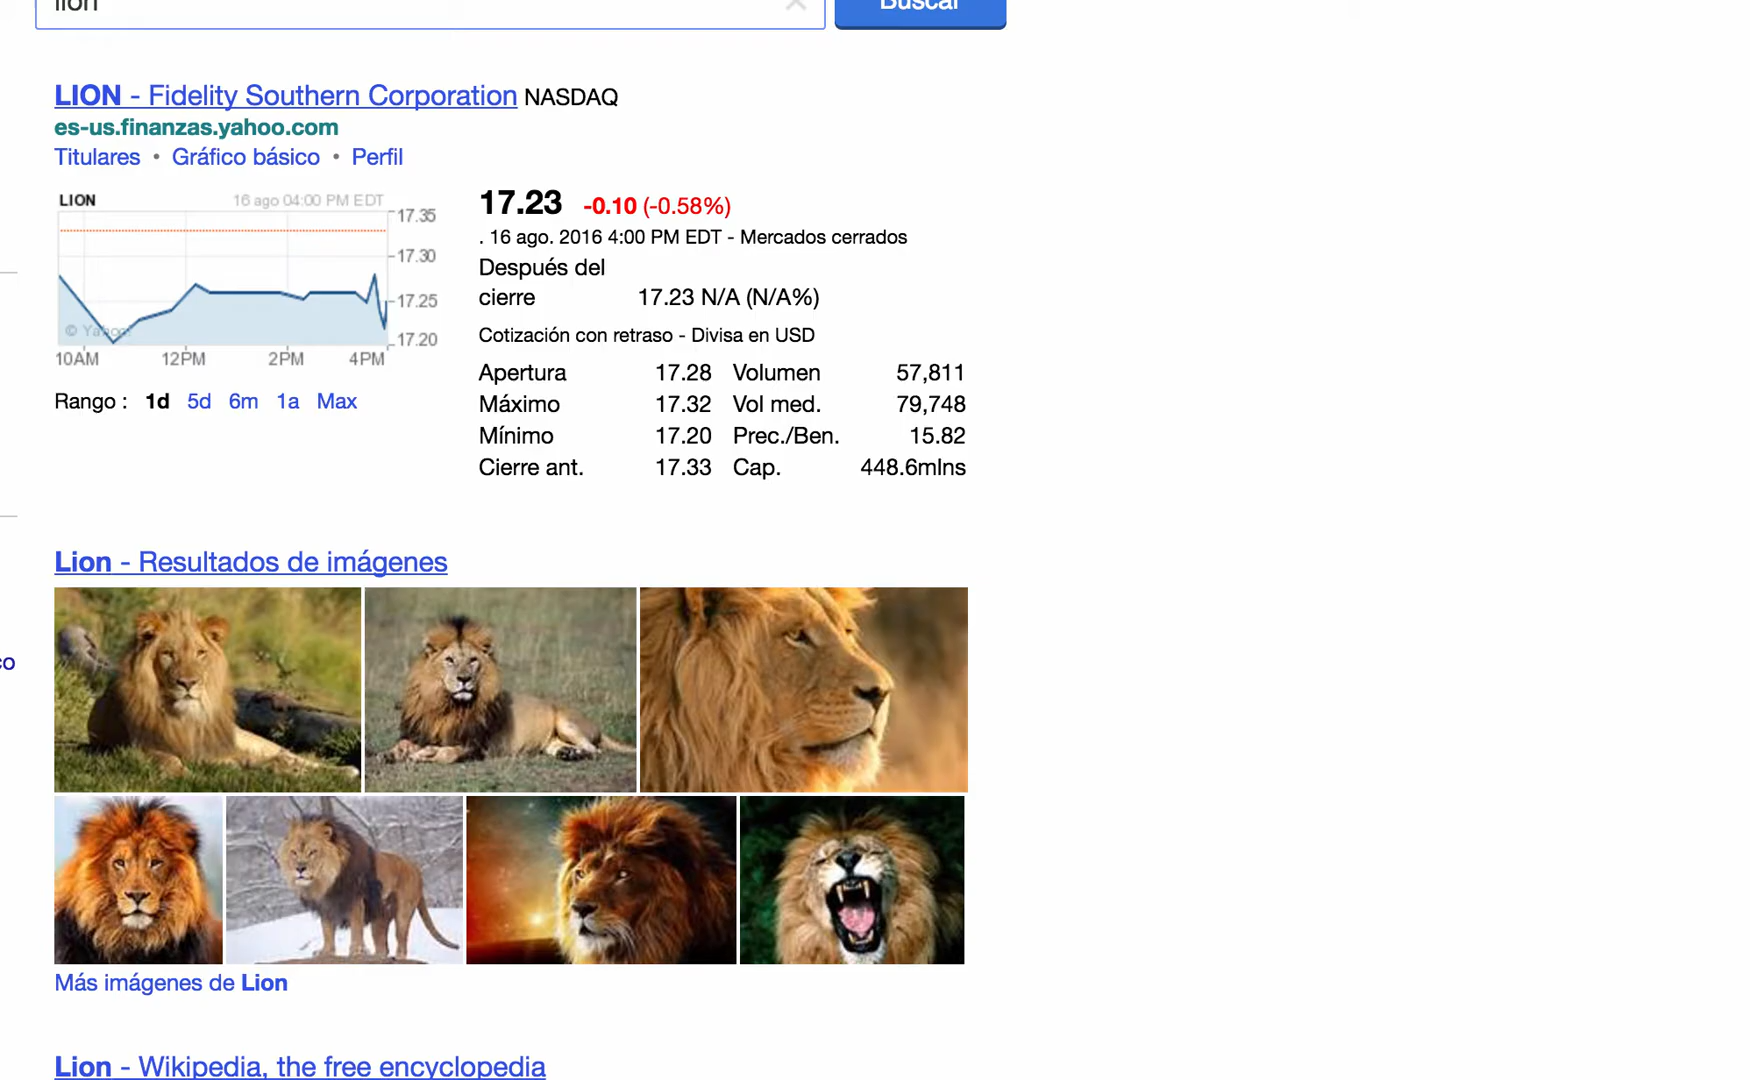 lion
Buscar
LION - Fidelity Southern Corporation NASDAQ
es-us.finanzas.yahoo.com
Titulares • Gráfico básico • Perfil
LION 16 ago 04:00 PM EDT
17.35
17.30
17.25
17.20
© Yahoo!
10AM 12PM 2PM 4PM
Rango : 1d 5d 6m 1a Max
17.23 -0.10 (-0.58%)
. 16 ago. 2016 4:00 PM EDT - Mercados cerrados
Después del
cierre 17.23 N/A (N/A%)
Cotización con retraso - Divisa en USD
Apertura 17.28 Volumen 57,811
Máximo 17.32 Vol med. 79,748
Mínimo 17.20 Prec./Ben. 15.82
Cierre ant. 17.33 Cap. 448.6mlns
Lion - Resultados de imágenes
co
Más imágenes de Lion
Lion - Wikipedia, the free encyclopedia